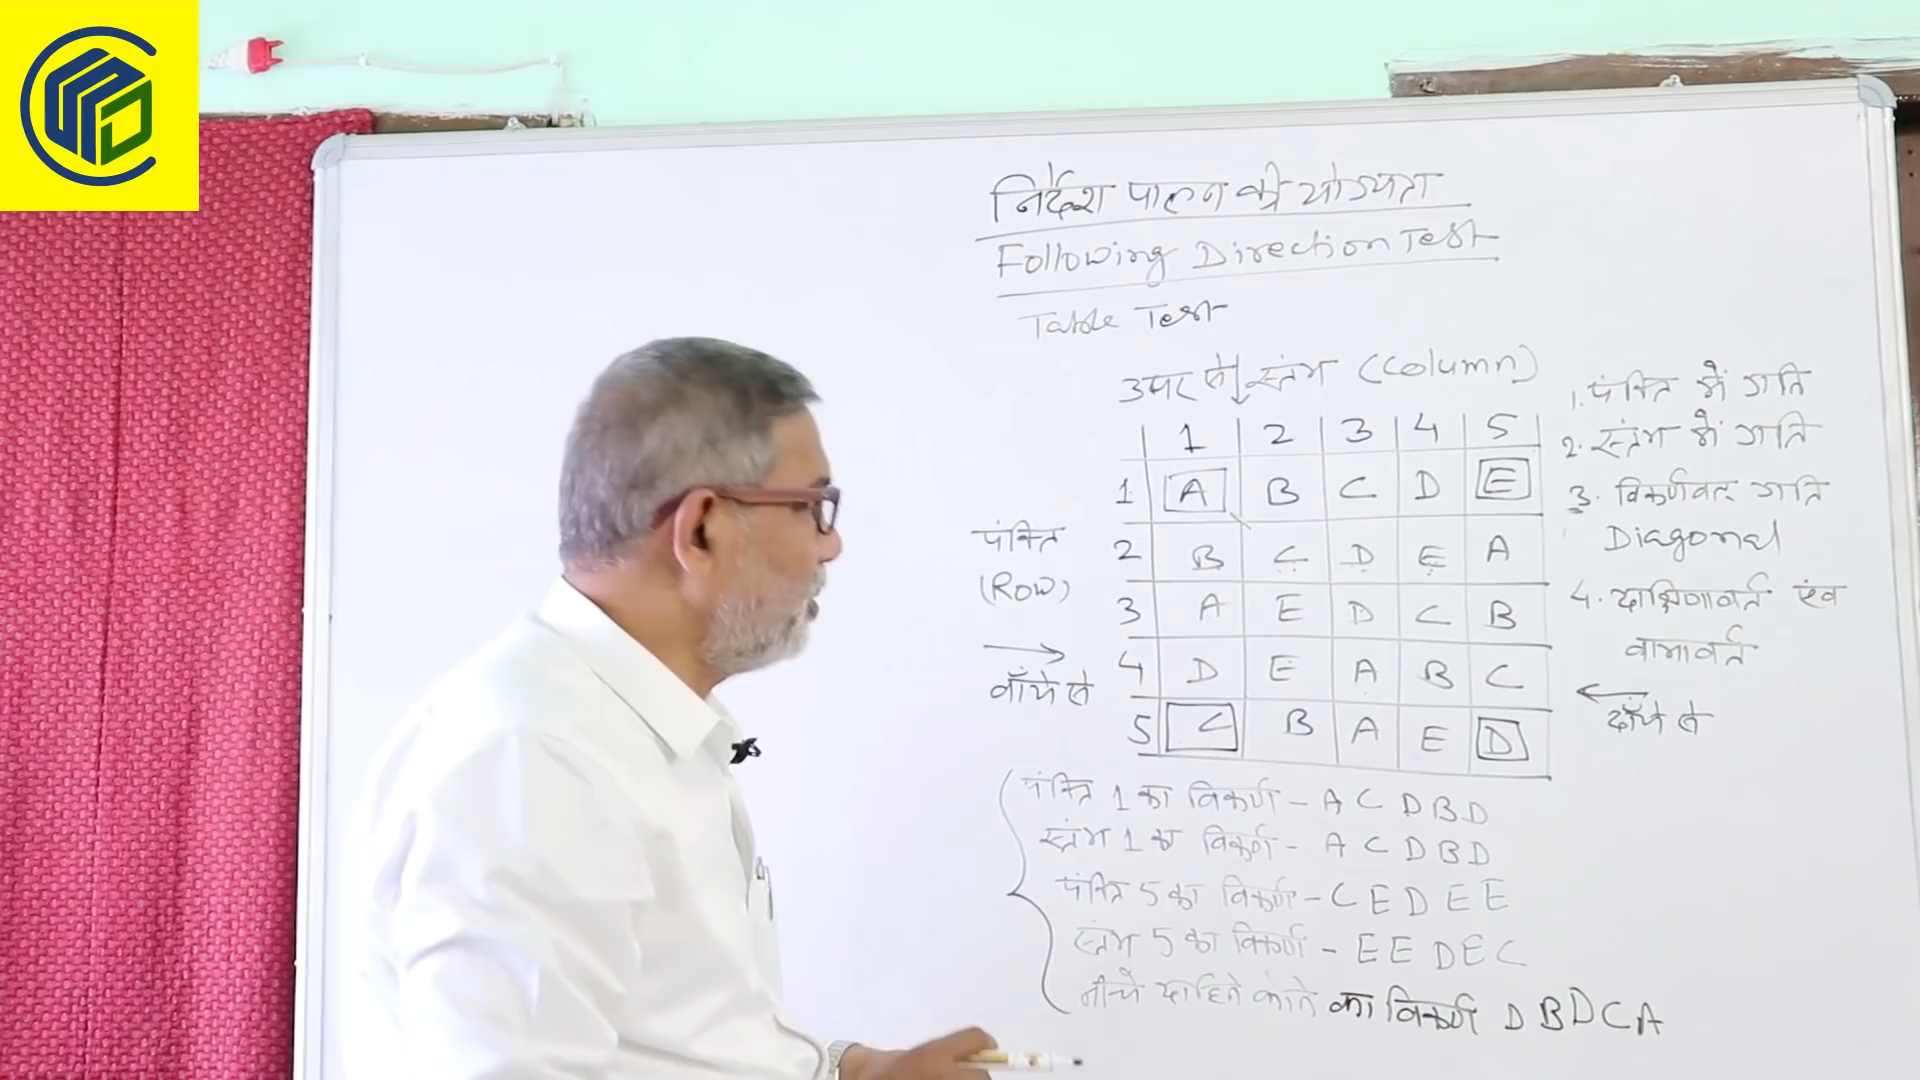 निर्देश पालन की योग्यता
Following Direction Test
Table Test
उपर से ↓ स्तंभ (Column)
1 2 3 4 5
1 A B C D E
2 B C D E A
3 A E D C B
4 D E A B C
5 C B A E D
पंक्ति
(Row)
→
बाँये से
1. पंक्ति में गति
2. स्तंभ में गति
3. विकर्णवत गति
Diagonal
4. दाक्षिणावर्त एंव
वामावर्त
←
दाँये से
पंक्ति 1 का विकर्ण - A C D B D
स्तंभ 1 का विकर्ण - A C D B D
पंक्ति 5 का विकर्ण - C E D E E
स्तंभ 5 का विकर्ण - E E D E C
नीचे दाहिने कोने का विकर्ण D B D C A